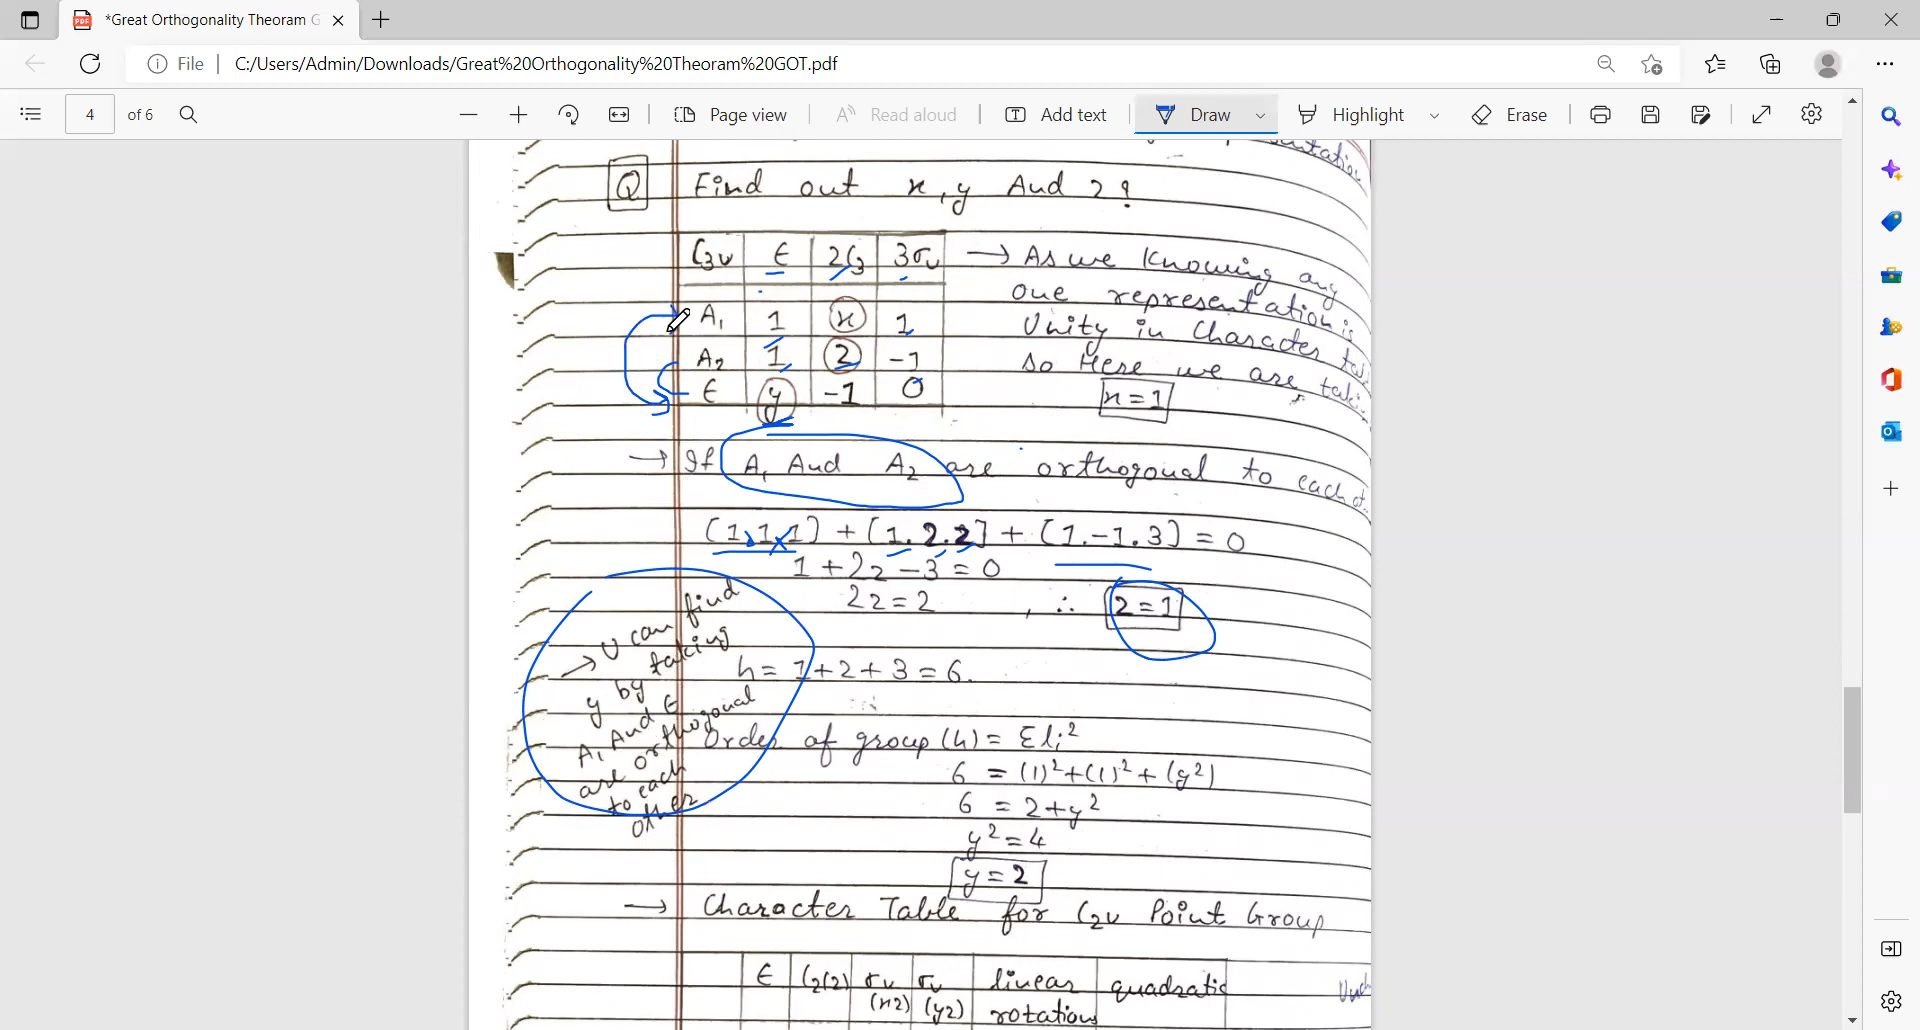 *Great Orthogonality Theoram G
File C:/Users/Admin/Downloads/Great%20Orthogonality%20Theoram%20GOT.pdf
4 of 6 Page view Read aloud Add text Draw Highlight Erase
Q Find out x, y And z ?
C3v E 2C3 3σv → As we Knowing any
one representation is
A1 1 x 1 Unity in Character
A2 1 z -1 so Here we are
E y -1 0 x = 1
→ If A1 And A2 are orthogonal to each
(1.1.1) + (1.z.2) + (1.-1.3) = 0
1 + 2z - 3 = 0
2z = 2 , ∴ z = 1
→ U can find
y by taking
A1 And E
are orthogonal
to each
other
h = 1 + 2 + 3 = 6.
Order of group (h) = Σli²
6 = (1)² + (1)² + (y²)
6 = 2 + y²
y² = 4
y = 2
→ Character Table for C2v Point Group
E C2(z) σv (xz) σv (yz) linear rotations quadratic